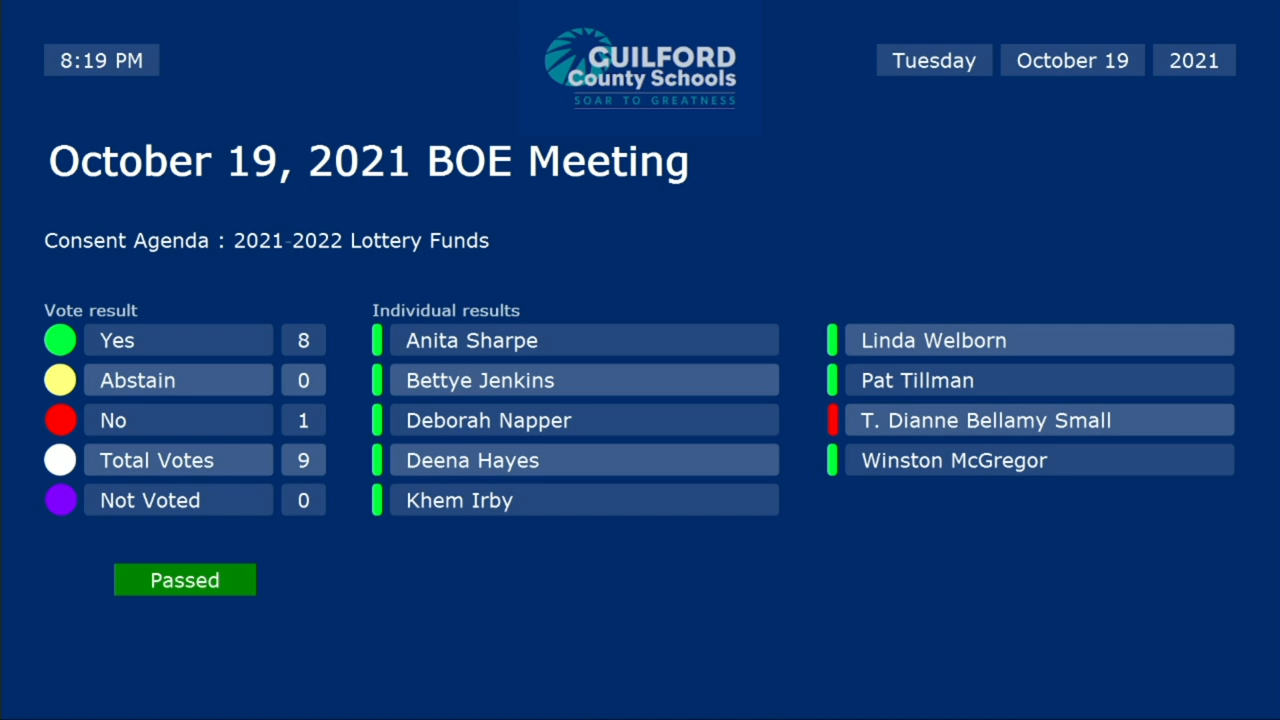 8:19 PM
GUILFORD
County Schools
SOAR TO GREATNESS
Tuesday October 19 2021
October 19, 2021 BOE Meeting
Consent Agenda : 2021-2022 Lottery Funds
Vote result
Yes 8
Abstain 0
No 1
Total Votes 9
Not Voted 0
Passed
Individual results
Anita Sharpe
Bettye Jenkins
Deborah Napper
Deena Hayes
Khem Irby
Linda Welborn
Pat Tillman
T. Dianne Bellamy Small
Winston McGregor